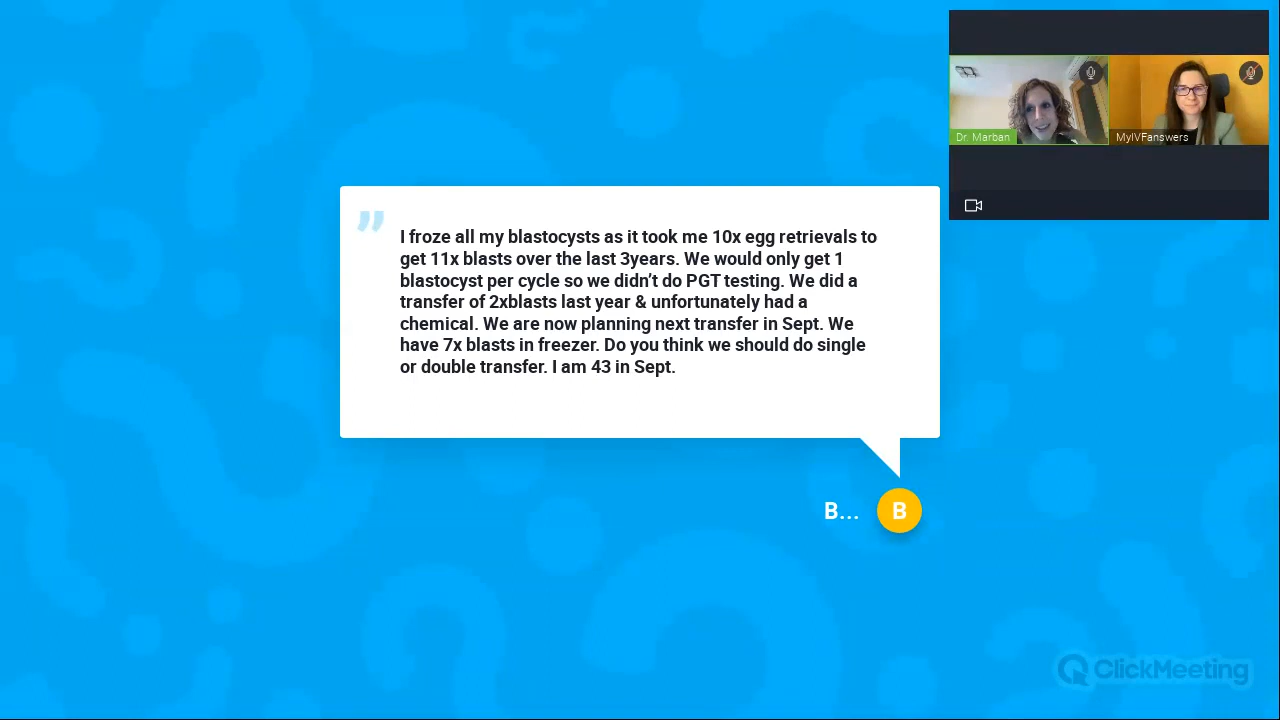 Dr. Marban
MyIVFanswers
I froze all my blastocysts as it took me 10x egg retrievals to
get 11x blasts over the last 3years. We would only get 1
blastocyst per cycle so we didn’t do PGT testing. We did a
transfer of 2xblasts last year & unfortunately had a
chemical. We are now planning next transfer in Sept. We
have 7x blasts in freezer. Do you think we should do single
or double transfer. I am 43 in Sept.
B... B
ClickMeeting